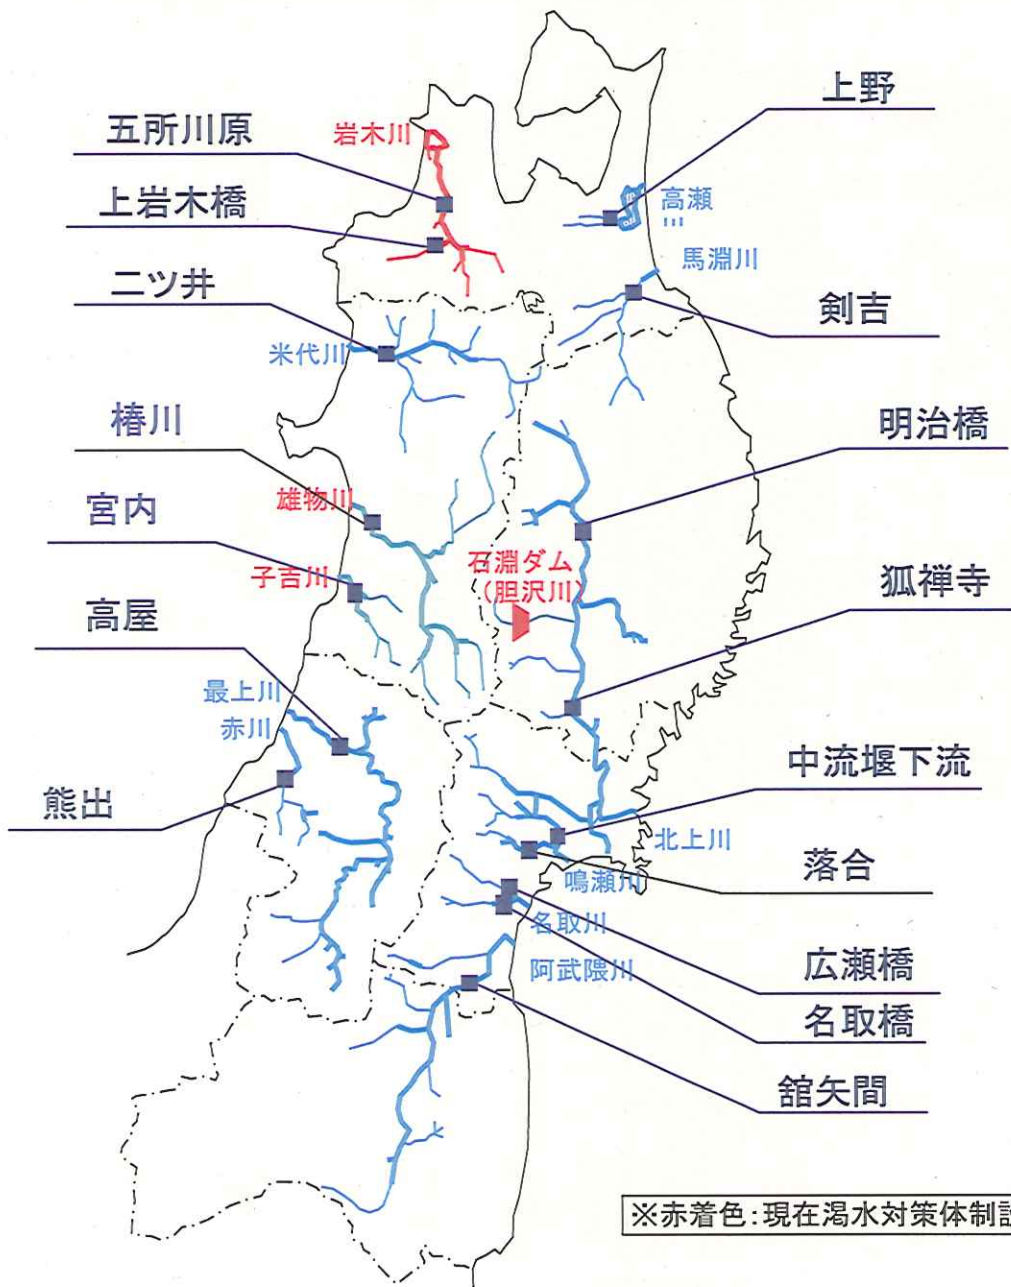 上野
五所川原
岩木川
上岩木橋
高瀬
馬淵川
二ツ井
剣吉
米代川
椿川
明治橋
雄物川
宮内
石淵ダム
（胆沢川）
子吉川
狐禅寺
高屋
最上川
赤川
中流堰下流
熊出
北上川
落合
鳴瀬川
名取川
広瀬橋
阿武隈川
名取橋
舘矢間
※赤着色：現在渇水対策体制設